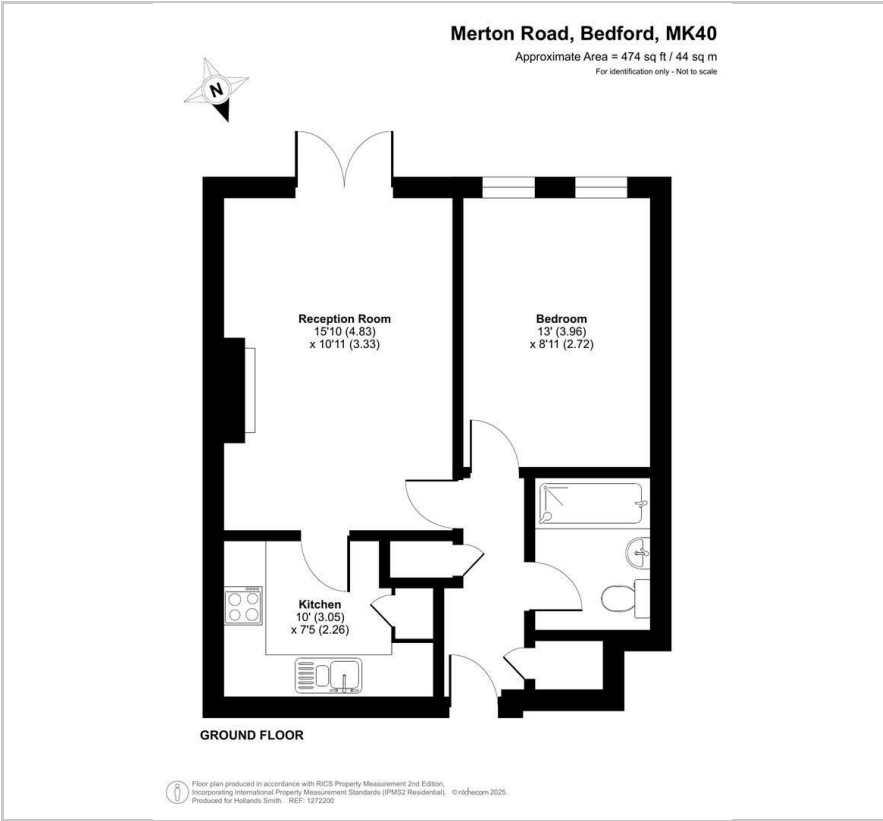 Merton Road, Bedford, MK40
Approximate Area = 474 sq ft / 44 sq m
For identification only - Not to scale
N
Reception Room
15'10 (4.83)
x 10'11 (3.33)
Bedroom
13' (3.96)
x 8'11 (2.72)
Kitchen
10' (3.05)
x 7'5 (2.26)
GROUND FLOOR
Floor plan produced in accordance with RICS Property Measurement 2nd Edition,
Incorporating International Property Measurement Standards (IPMS2 Residential). © nichecom 2025.
Produced for Hollands Smith. REF: 1272200